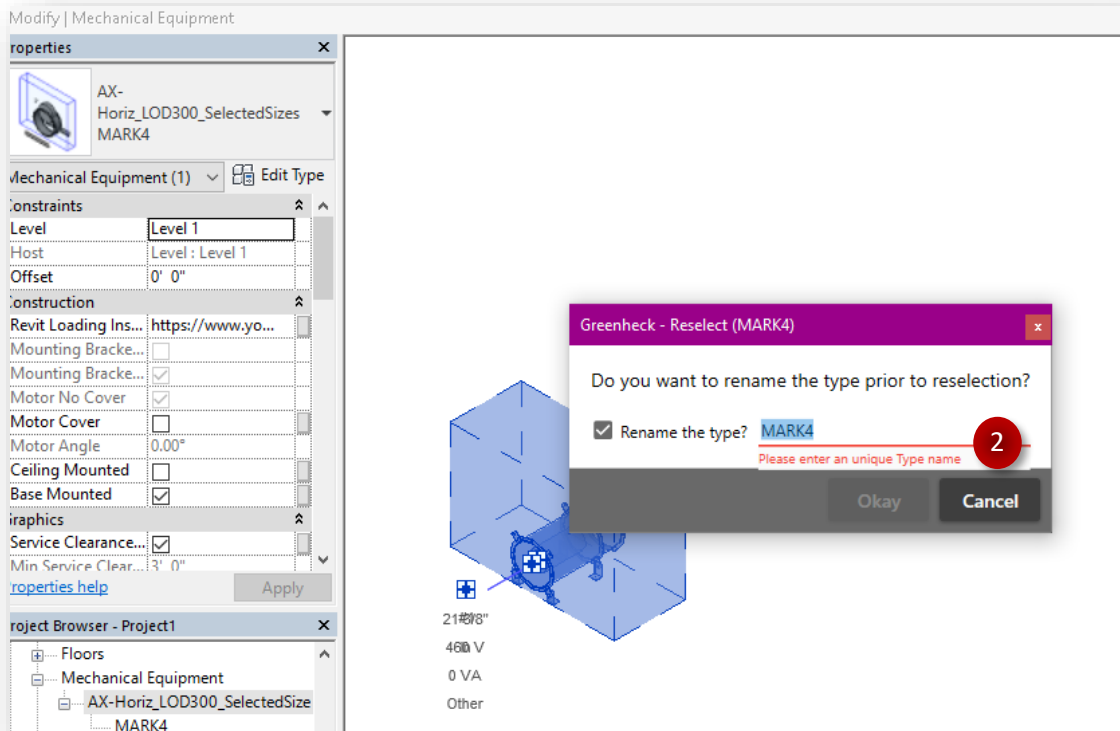 Modify | Mechanical Equipment
roperties
AX-
Horiz_LOD300_SelectedSizes
MARK4
Mechanical Equipment (1)
Edit Type
Constraints
Level
Level 1
Host
Level : Level 1
Offset
0' 0"
Construction
Revit Loading Ins...
https://www.yo...
Mounting Bracke...
Mounting Bracke...
Motor No Cover
Motor Cover
Motor Angle
0.00°
Ceiling Mounted
Base Mounted
Graphics
Service Clearance...
Min Service Clear...
3' 0"
roperties help
Apply
roject Browser - Project1
Floors
Mechanical Equipment
AX-Horiz_LOD300_SelectedSize
MARK4
Greenheck - Reselect (MARK4)
x
Do you want to rename the type prior to reselection?
Rename the type?
MARK4
Please enter an unique Type name
2
Okay
Cancel
V
0 VA
Other